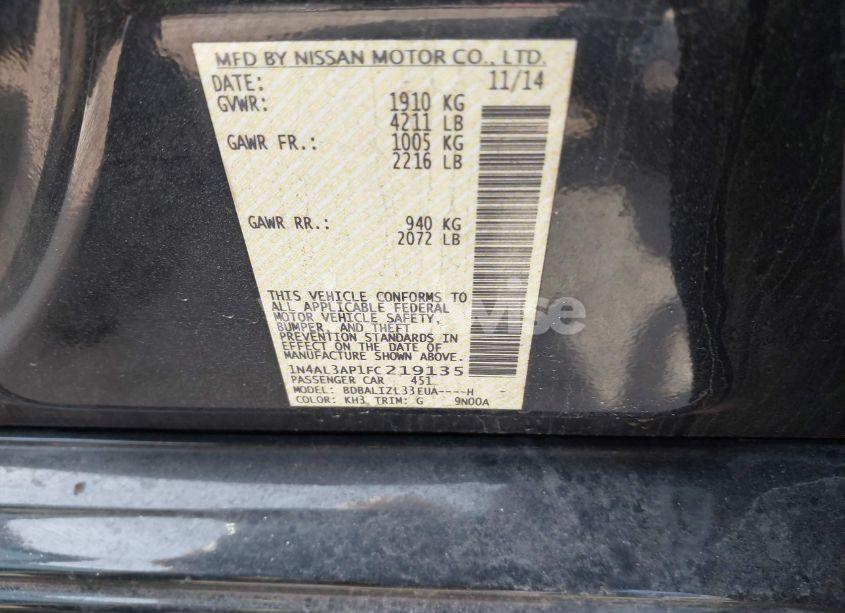 MFD BY NISSAN MOTOR CO., LTD.
DATE: 11/14
GVWR: 1910 KG
4211 LB
GAWR FR.: 1005 KG
2216 LB
GAWR RR.: 940 KG
2072 LB
THIS VEHICLE CONFORMS TO
ALL APPLICABLE FEDERAL
MOTOR VEHICLE SAFETY,
BUMPER, AND THEFT
PREVENTION STANDARDS IN
EFFECT ON THE DATE OF
MANUFACTURE SHOWN ABOVE.
1N4AL3AP1FC219135
PASSENGER CAR 451
MODEL: BDBALIZL33EUA----H
COLOR: KH3 TRIM: G 9N00A